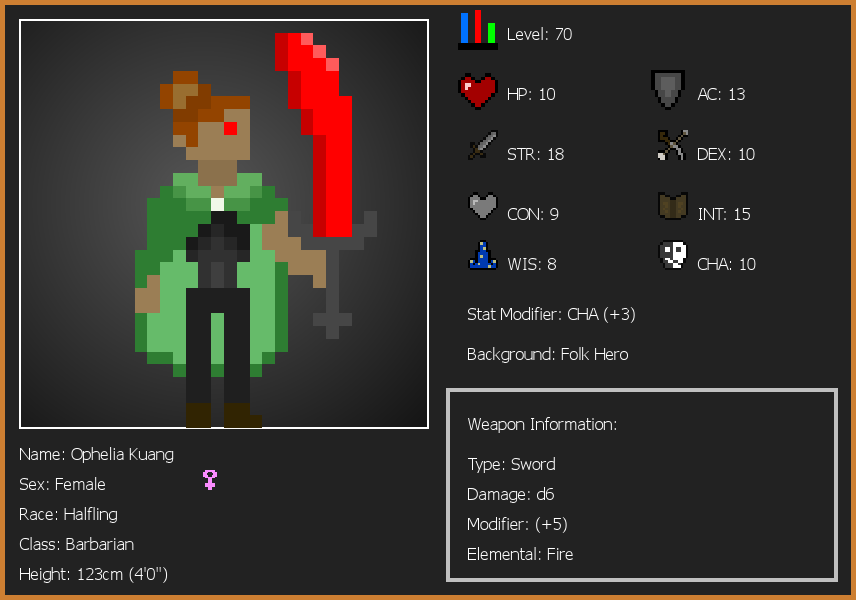 Level: 70
HP: 10
AC: 13
STR: 18
DEX: 10
CON: 9
INT: 15
WIS: 8
CHA: 10
Stat Modifier: CHA (+3)
Background: Folk Hero
Weapon Information:
Type: Sword
Damage: d6
Modifier: (+5)
Elemental: Fire
Name: Ophelia Kuang
Sex: Female
Race: Halfling
Class: Barbarian
Height: 123cm (4'0")